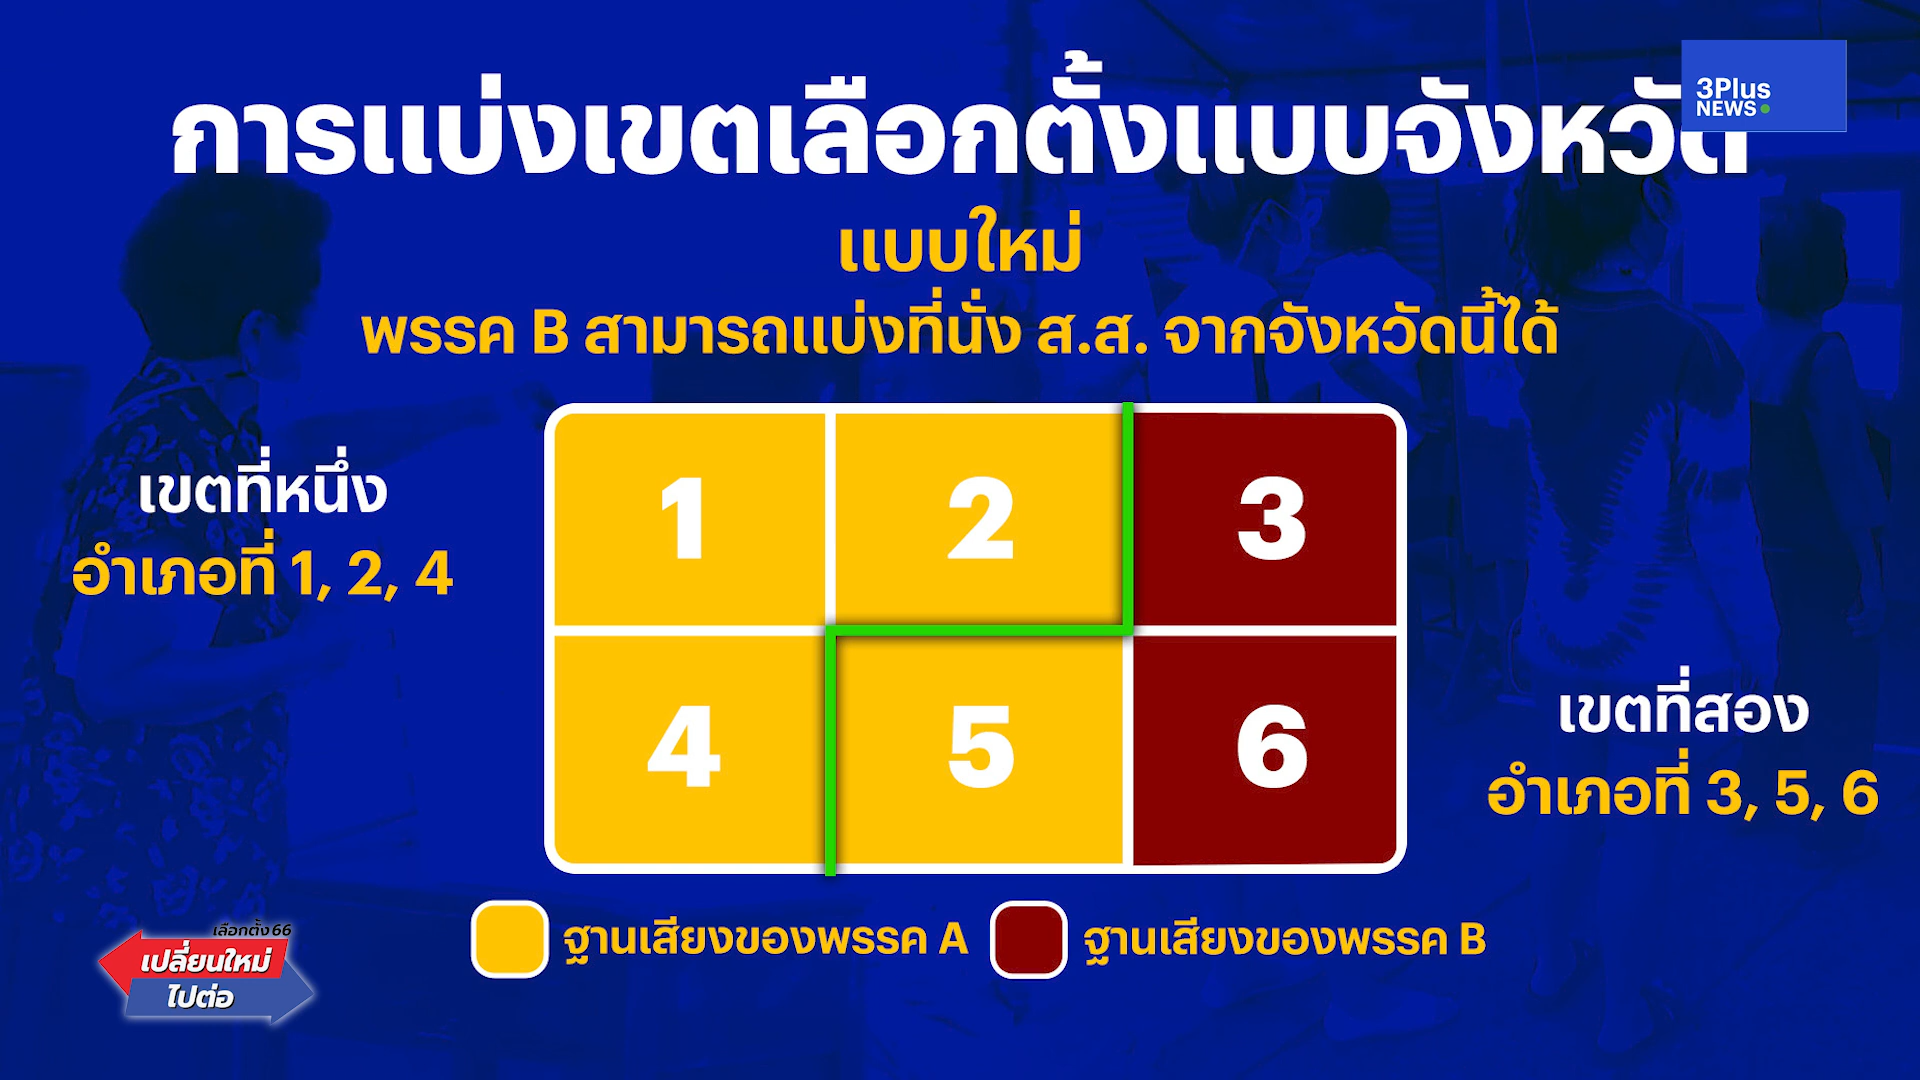 การแบ่งเขตเลือกตั้งแบบจังหวัด
3Plus
NEWS
แบบใหม่
พรรค B สามารถแบ่งที่นั่ง ส.ส. จากจังหวัดนี้ได้
เขตที่หนึ่ง
อำเภอที่ 1, 2, 4
1
2
3
4
5
6
เขตที่สอง
อำเภอที่ 3, 5, 6
ฐานเสียงของพรรค A
ฐานเสียงของพรรค B
เลือกตั้ง 66
เปลี่ยนใหม่
ไปต่อ